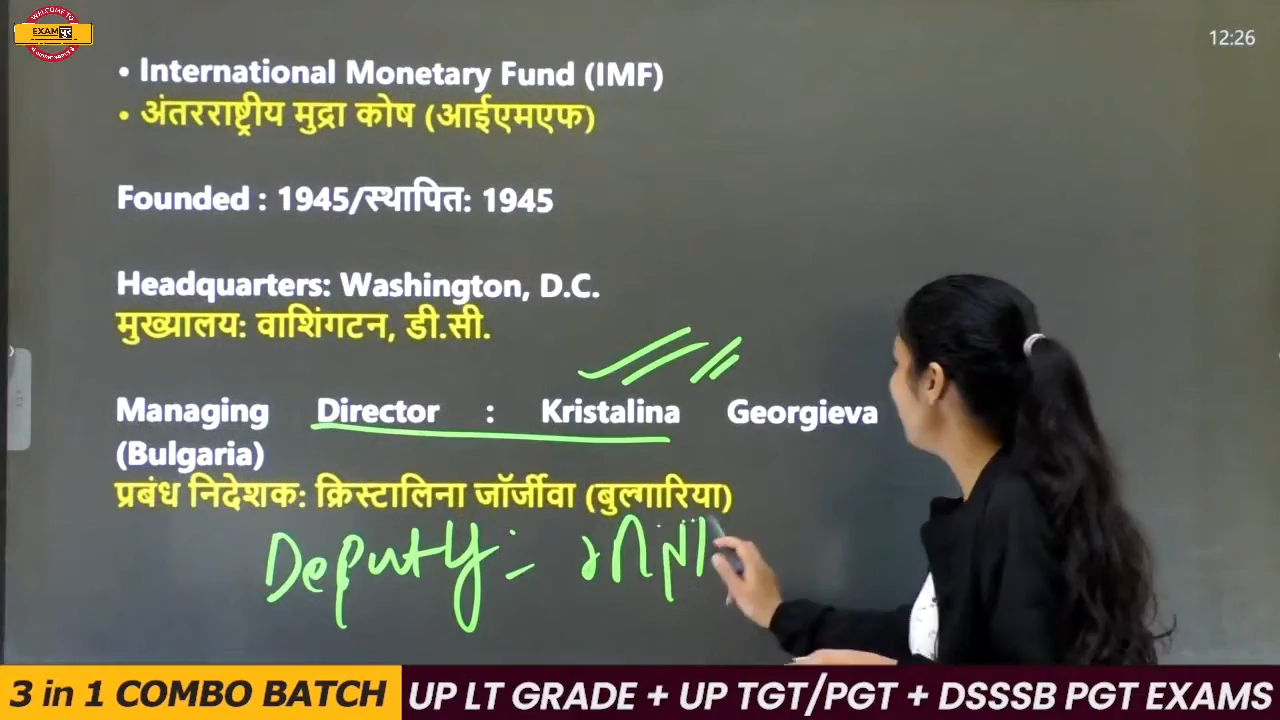 WELCOME TO
EXAM पुर
12:26
• International Monetary Fund (IMF)
• अंतरराष्ट्रीय मुद्रा कोष (आईएमएफ)
Founded : 1945/स्थापित: 1945
Headquarters: Washington, D.C.
मुख्यालय: वाशिंगटन, डी.सी.
Managing Director : Kristalina Georgieva
(Bulgaria)
प्रबंध निदेशक: क्रिस्टालिना जॉर्जीवा (बुल्गारिया)
Deputy :-
3 in 1 COMBO BATCH UP LT GRADE + UP TGT/PGT + DSSSB PGT EXAMS